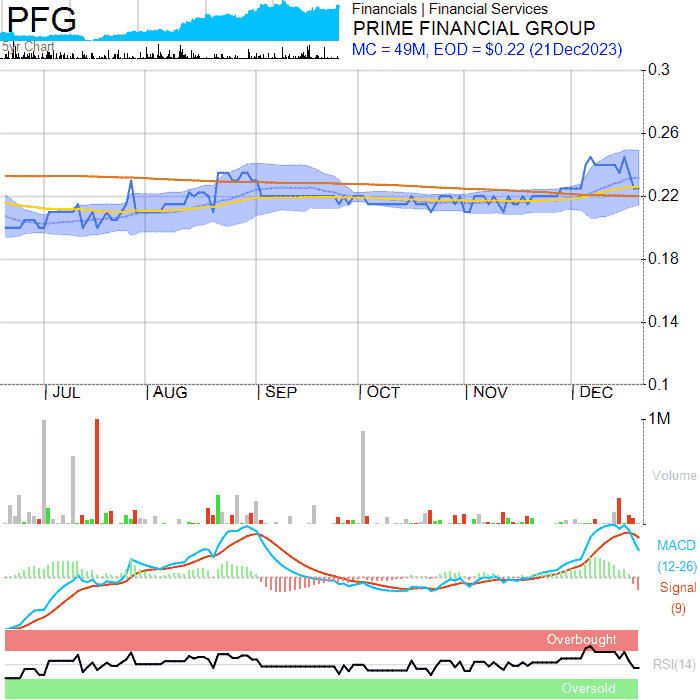 PFG
5yr Chart
Financials | Financial Services
PRIME FINANCIAL GROUP
MC = 49M, EOD = $0.22 (21Dec2023)
0.3
0.26
0.22
0.18
0.14
0.1
JUL AUG SEP OCT NOV DEC
1M
Volume
MACD
(12-26)
Signal
(9)
Overbought
RSI(14)
Oversold